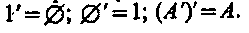 1′ = ∅; ∅′ = 1; (A′)′ = A.